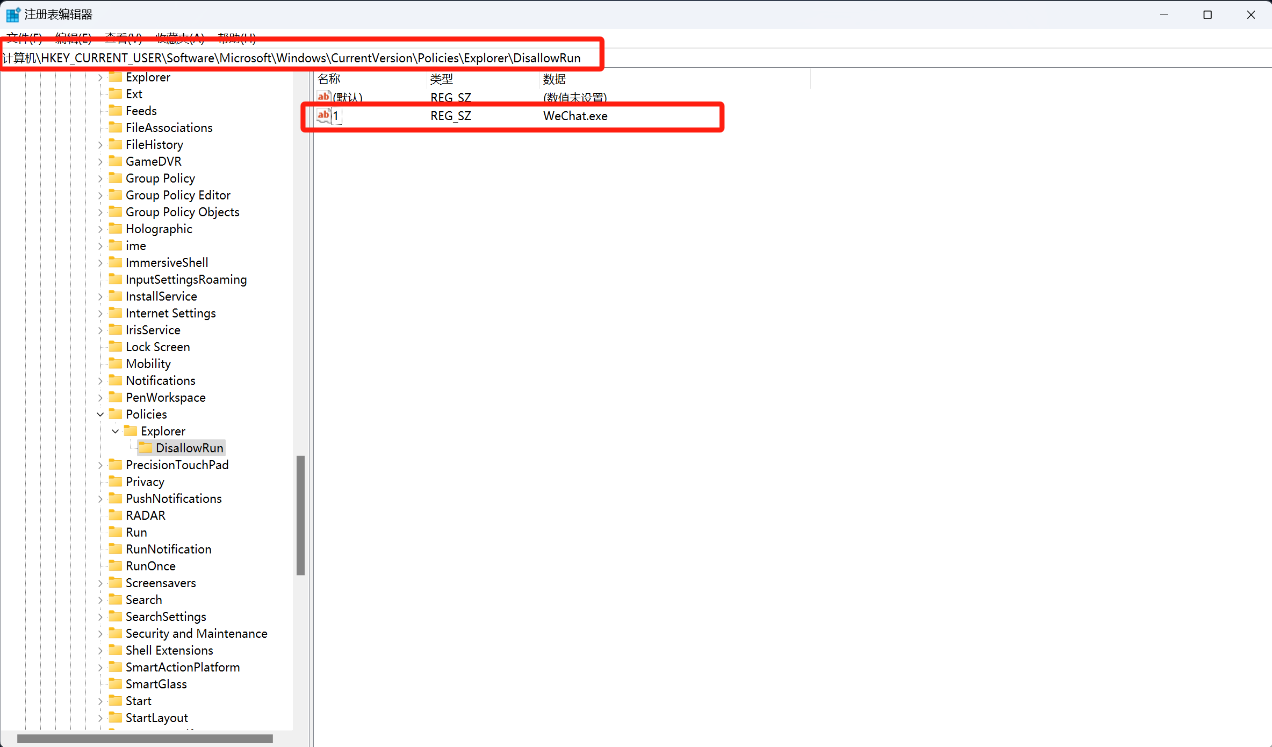 注册表编辑器
文件(F) 编辑(E) 查看(V) 收藏夹(A) 帮助(H)
计算机\HKEY_CURRENT_USER\Software\Microsoft\Windows\CurrentVersion\Policies\Explorer\DisallowRun
Explorer
Ext
Feeds
FileAssociations
FileHistory
GameDVR
Group Policy
Group Policy Editor
Group Policy Objects
Holographic
ime
ImmersiveShell
InputSettingsRoaming
InstallService
Internet Settings
IrisService
Lock Screen
Mobility
Notifications
PenWorkspace
Policies
Explorer
DisallowRun
PrecisionTouchPad
Privacy
PushNotifications
RADAR
Run
RunNotification
RunOnce
Screensavers
Search
SearchSettings
Security and Maintenance
Shell Extensions
SmartActionPlatform
SmartGlass
Start
StartLayout
名称 类型 数据
ab (默认) REG_SZ (数值未设置)
ab 1 REG_SZ WeChat.exe